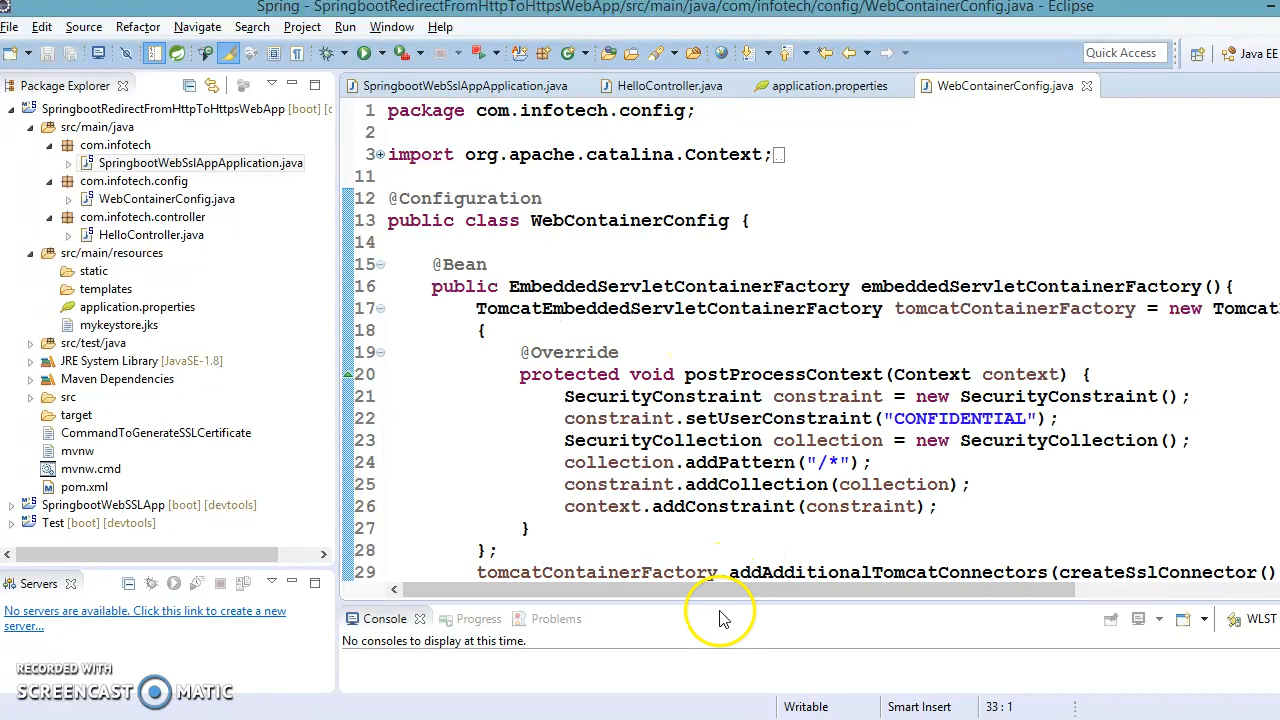 Spring - SpringbootRedirectFromHttpToHttpsWebApp/src/main/java/com/infotech/config/WebContainerConfig.java - Eclipse
File Edit Source Refactor Navigate Search Project Run Window Help
Quick Access
Java EE
Package Explorer
SpringbootRedirectFromHttpToHttpsWebApp [boot] [c
src/main/java
com.infotech
SpringbootWebSslAppApplication.java
com.infotech.config
WebContainerConfig.java
com.infotech.controller
HelloController.java
src/main/resources
static
templates
application.properties
mykeystore.jks
src/test/java
JRE System Library [JavaSE-1.8]
Maven Dependencies
src
target
CommandToGenerateSSLCertificate
mvnw
mvnw.cmd
pom.xml
SpringbootWebSSLApp [boot] [devtools]
Test [boot] [devtools]
Servers
No servers are available. Click this link to create a new
server...
RECORDED WITH
SCREENCAST MATIC
SpringbootWebSslAppApplication.java HelloController.java application.properties WebContainerConfig.java
1 package com.infotech.config;
2
3 import org.apache.catalina.Context;
11
12 @Configuration
13 public class WebContainerConfig {
14
15 @Bean
16 public EmbeddedServletContainerFactory embeddedServletContainerFactory(){
17 TomcatEmbeddedServletContainerFactory tomcatContainerFactory = new Tomca
18 {
19 @Override
20 protected void postProcessContext(Context context) {
21 SecurityConstraint constraint = new SecurityConstraint();
22 constraint.setUserConstraint("CONFIDENTIAL");
23 SecurityCollection collection = new SecurityCollection();
24 collection.addPattern("/*");
25 constraint.addCollection(collection);
26 context.addConstraint(constraint);
27 }
28 };
29 tomcatContainerFactory.addAdditionalTomcatConnectors(createSslConnector()
Console Progress Problems
WLST
No consoles to display at this time.
Writable Smart Insert 33 : 1